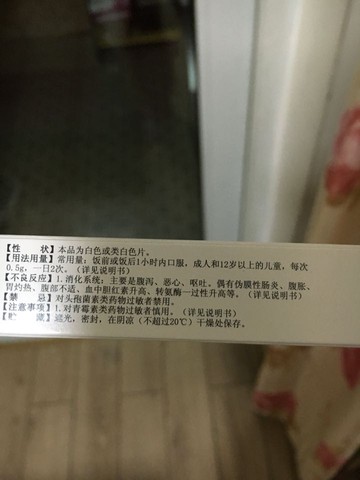 【性　　状】本品为白色或类白色片。
【用法用量】常用量：饭前或饭后1小时内口服，成人和12岁以上的儿童，每次
0.5g，一日2次。（详见说明书）
【不良反应】1.消化系统：主要是腹泻、恶心、呕吐。偶有伪膜性肠炎、腹胀、
胃灼热、腹部不适、血中胆红素升高、转氨酶一过性升高等。（详见说明书）
【禁　　忌】对头孢菌素类药物过敏者禁用。
【注意事项】1.对青霉素类药物过敏者慎用。（详见说明书）
【贮　　藏】遮光，密封，在阴凉（不超过20℃）干燥处保存。